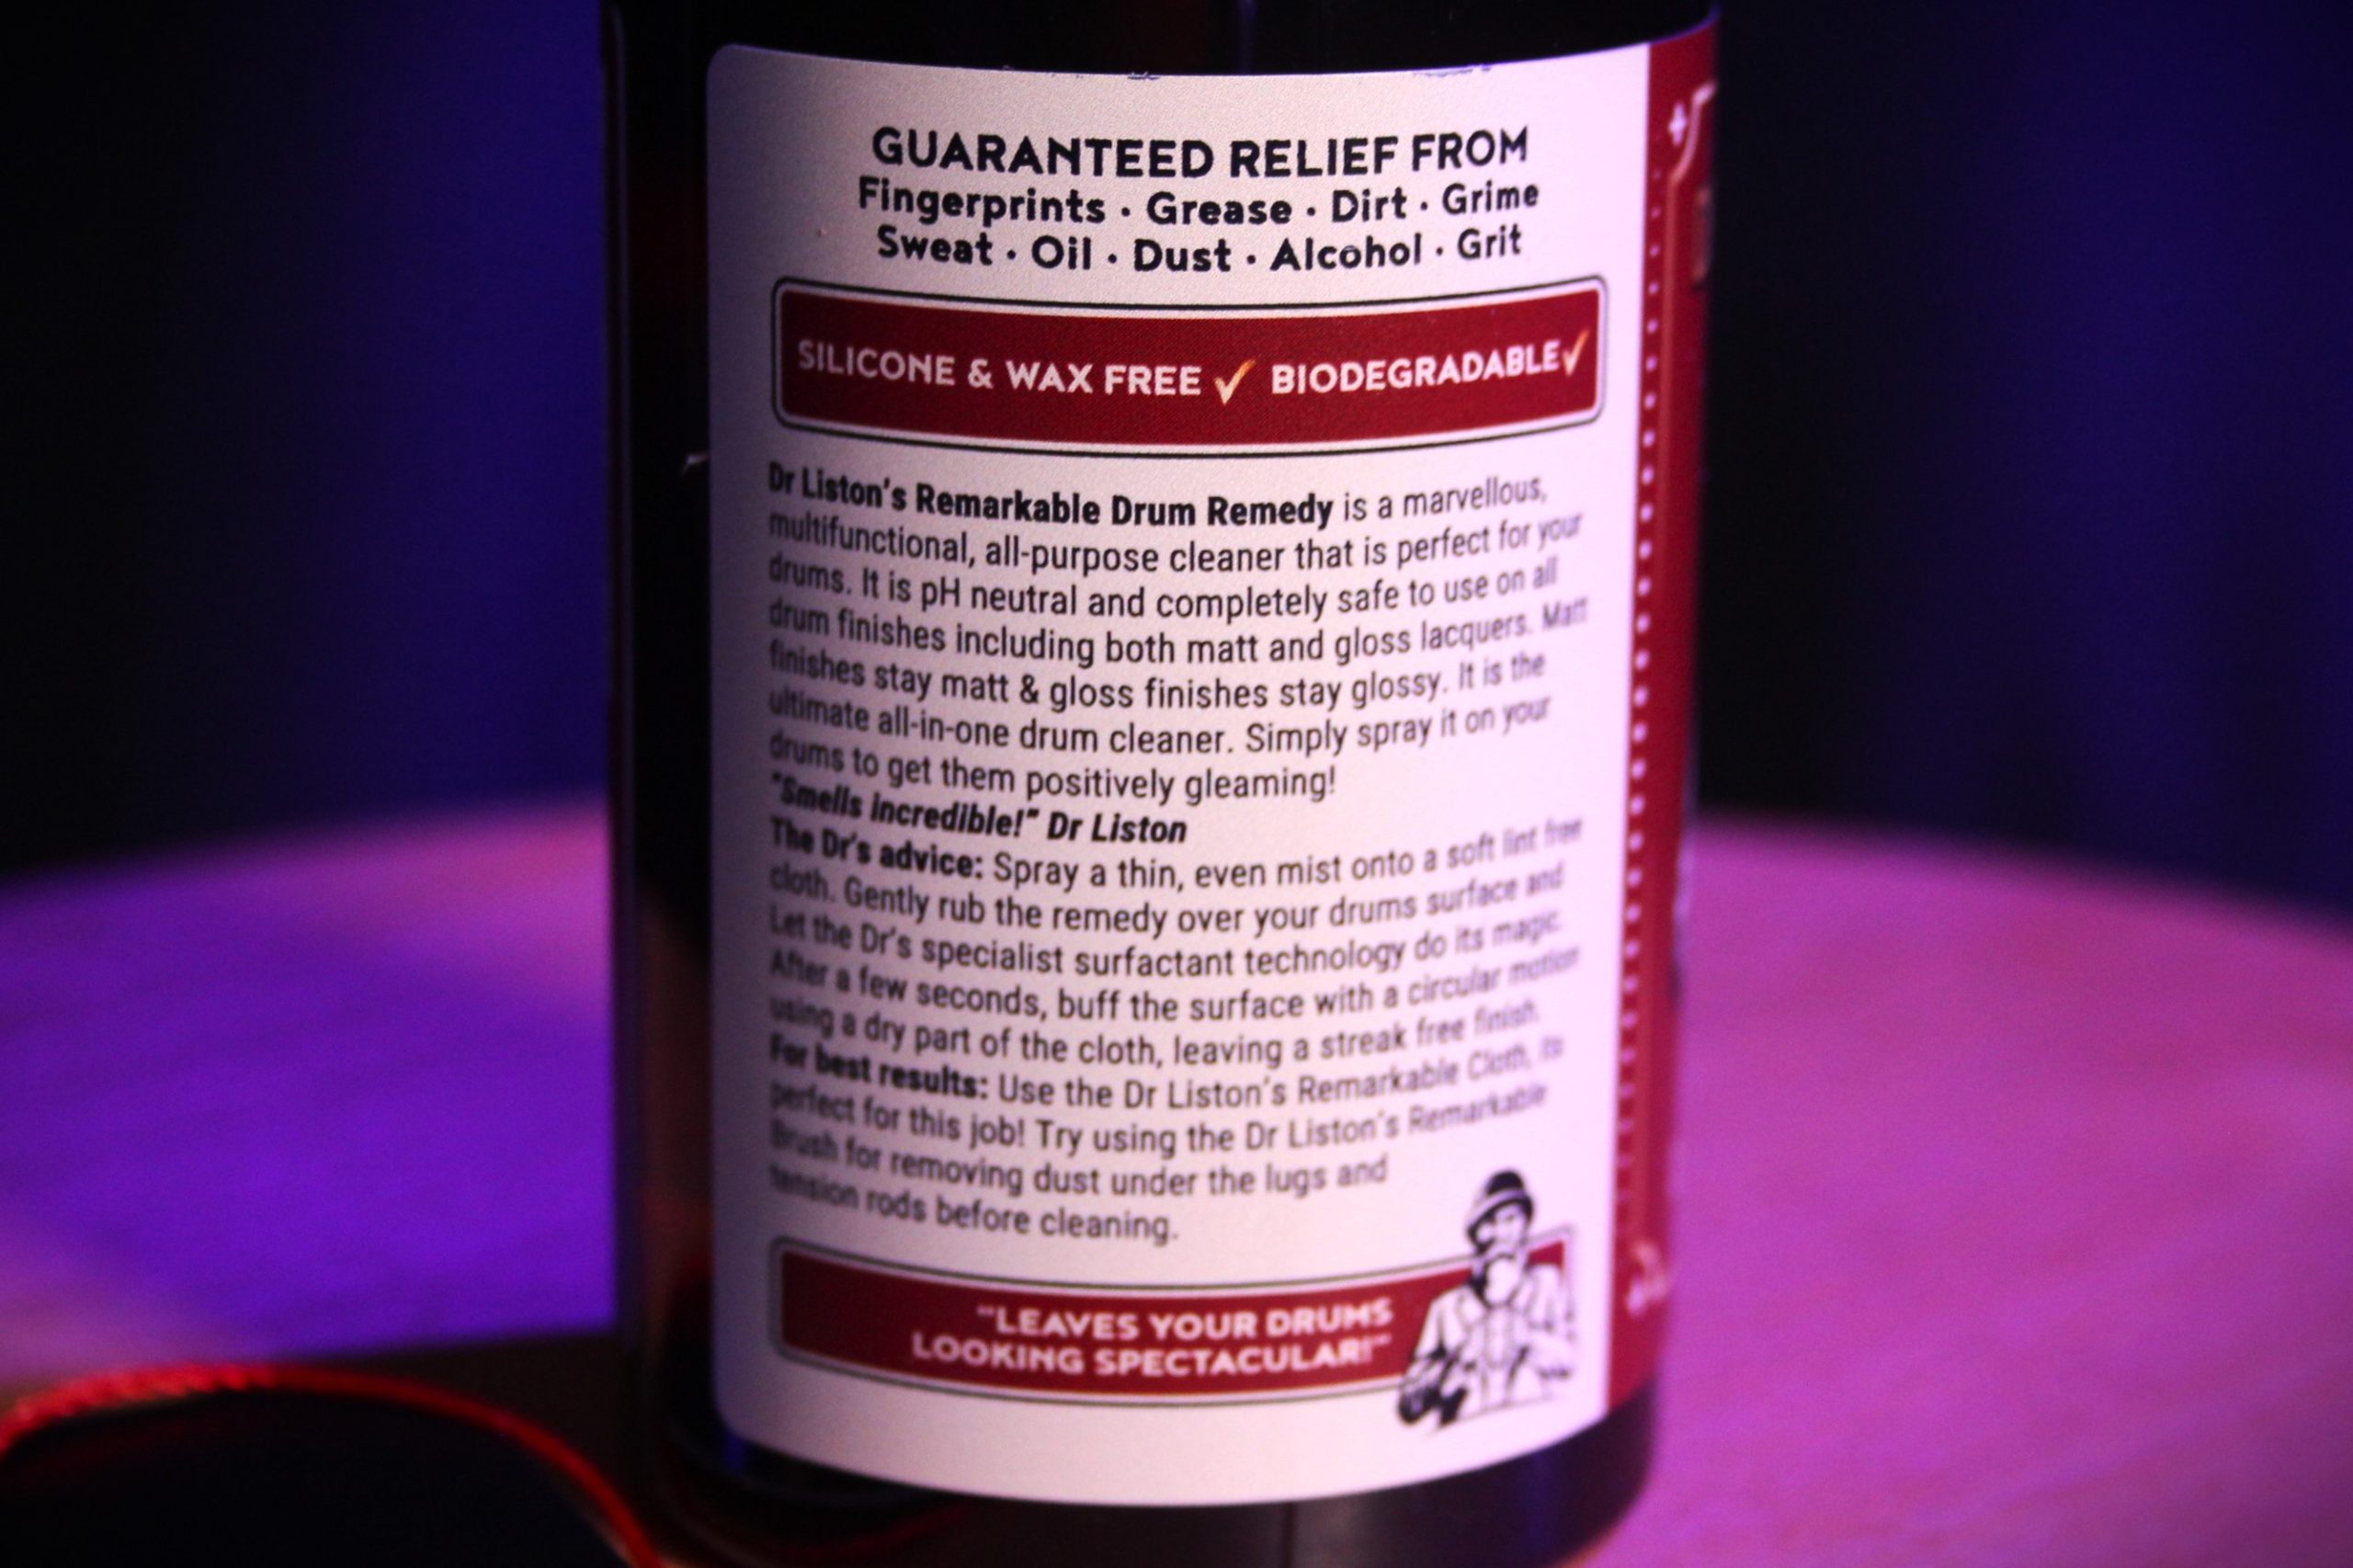 GUARANTEED RELIEF FROM
Fingerprints · Grease · Dirt · Grime
Sweat · Oil · Dust · Alcohol · Grit
SILICONE & WAX FREE ✓ BIODEGRADABLE ✓
Dr Liston's Remarkable Drum Remedy is a marvellous,
multifunctional, all-purpose cleaner that is perfect for your
drums. It is pH neutral and completely safe to use on all
drum finishes including both matt and gloss lacquers. Matt
finishes stay matt & gloss finishes stay glossy. It is the
ultimate all-in-one drum cleaner. Simply spray it on your
drums to get them positively gleaming!
"Smells incredible!" Dr Liston
The Dr's advice: Spray a thin, even mist onto a soft lint free
cloth. Gently rub the remedy over your drums surface and
Let the Dr's specialist surfactant technology do its magic.
After a few seconds, buff the surface with a circular motion
using a dry part of the cloth, leaving a streak free finish.
For best results: Use the Dr Liston's Remarkable Cloth, its
perfect for this job! Try using the Dr Liston's Remarkable
Brush for removing dust under the lugs and
tension rods before cleaning.
"LEAVES YOUR DRUMS
LOOKING SPECTACULAR!"